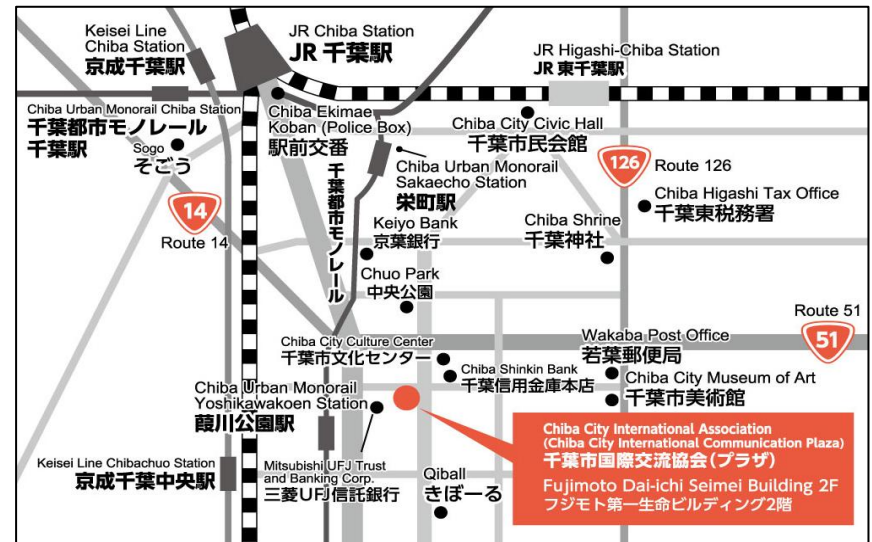 Keisei Line
Chiba Station
京成千葉駅
JR Chiba Station
JR 千葉駅
JR Higashi-Chiba Station
JR 東千葉駅
Chiba Urban Monorail Chiba Station
千葉都市モノレール
千葉駅
Sogo
そごう
Chiba Ekimae
Koban (Police Box)
駅前交番
Chiba City Civic Hall
千葉市民会館
126
Route 126
Chiba Urban Monorail
Sakaecho Station
栄町駅
千葉都市モノレール
14
Route 14
Chiba Higashi Tax Office
千葉東税務署
Keiyo Bank
京葉銀行
Chiba Shrine
千葉神社
Chuo Park
中央公園
Route 51
51
Chiba City Culture Center
千葉市文化センター
Wakaba Post Office
若葉郵便局
Chiba Shinkin Bank
千葉信用金庫本店
Chiba City Museum of Art
千葉市美術館
Chiba Urban Monorail
Yoshikawakoen Station
葭川公園駅
Chiba City International Association
(Chiba City International Communication Plaza)
千葉市国際交流協会(プラザ)
Fujimoto Dai-ichi Seimei Building 2F
フジモト第一生命ビルディング2階
Keisei Line Chibachuo Station
京成千葉中央駅
Mitsubishi UFJ Trust
and Banking Corp.
三菱UFJ信託銀行
Qiball
きぼーる